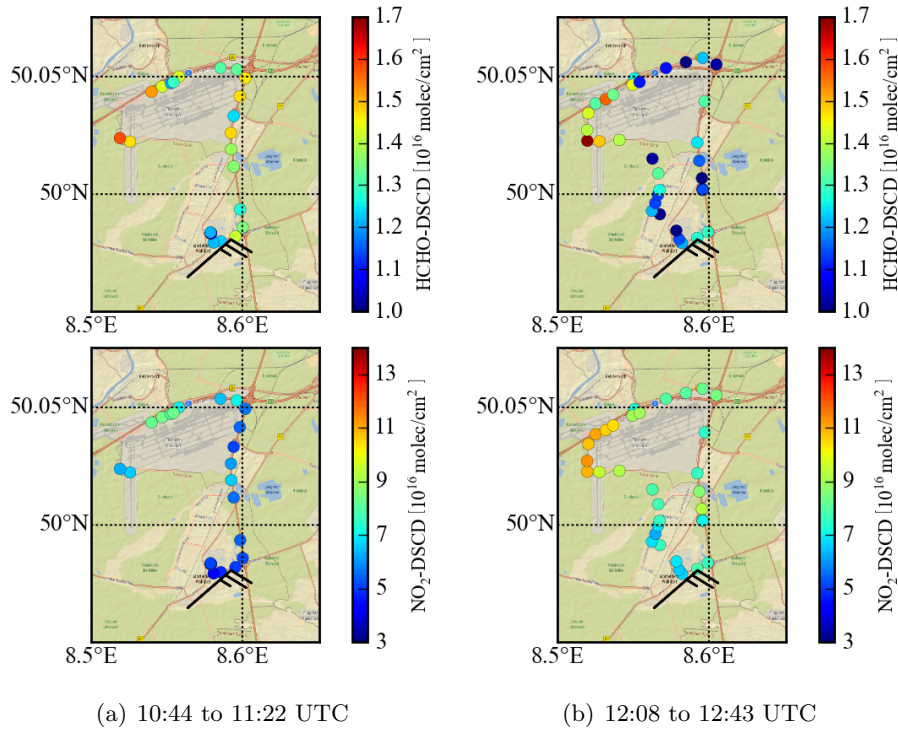 1.7
1.6
1.5
1.4
1.3
1.2
1.1
1.0
HCHO-DSCD [10^16 molec/cm^2 ]
50.05°N
50°N
8.5°E
8.6°E
1.7
1.6
1.5
1.4
1.3
1.2
1.1
1.0
HCHO-DSCD [10^16 molec/cm^2 ]
50.05°N
50°N
8.5°E
8.6°E
13
11
9
7
5
3
NO_2-DSCD [10^16 molec/cm^2 ]
50.05°N
50°N
8.5°E
8.6°E
13
11
9
7
5
3
NO_2-DSCD [10^16 molec/cm^2 ]
50.05°N
50°N
8.5°E
8.6°E
(a) 10:44 to 11:22 UTC
(b) 12:08 to 12:43 UTC